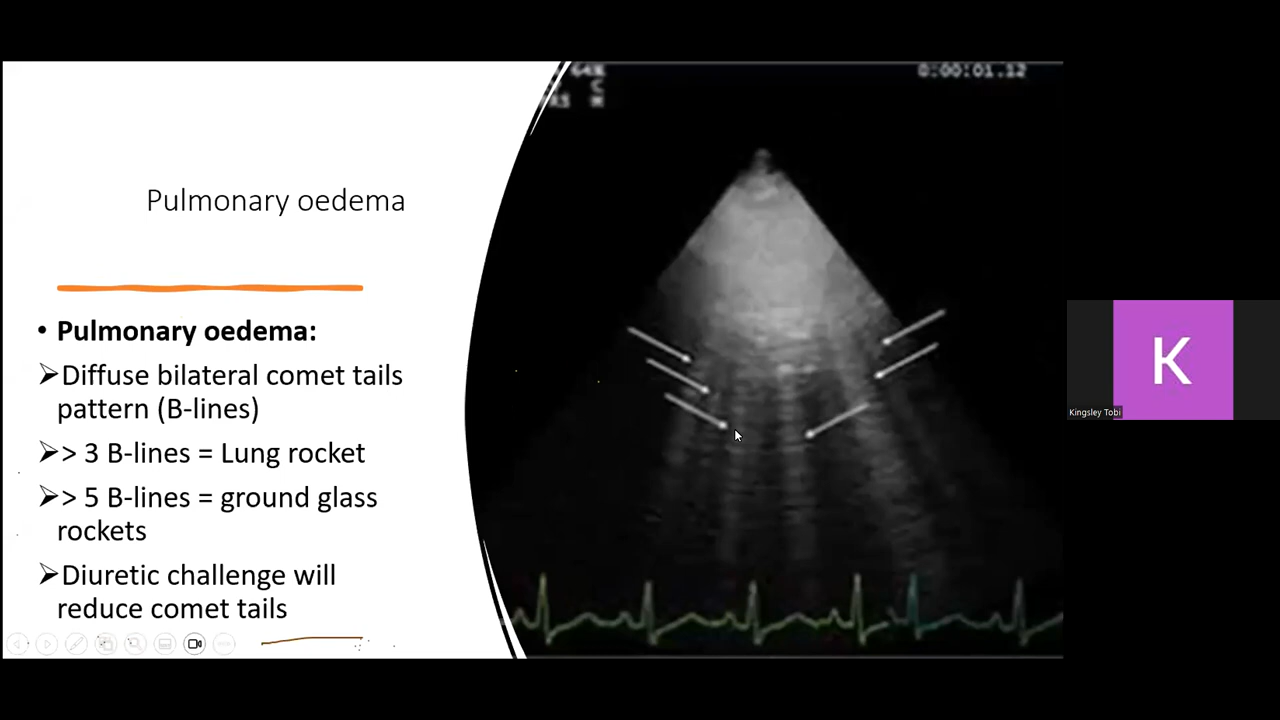 Pulmonary oedema
• Pulmonary oedema:
➢Diffuse bilateral comet tails
pattern (B-lines)
➢> 3 B-lines = Lung rocket
➢> 5 B-lines = ground glass
rockets
➢Diuretic challenge will
reduce comet tails
0:00:01.12
K
Kingsley Tobi